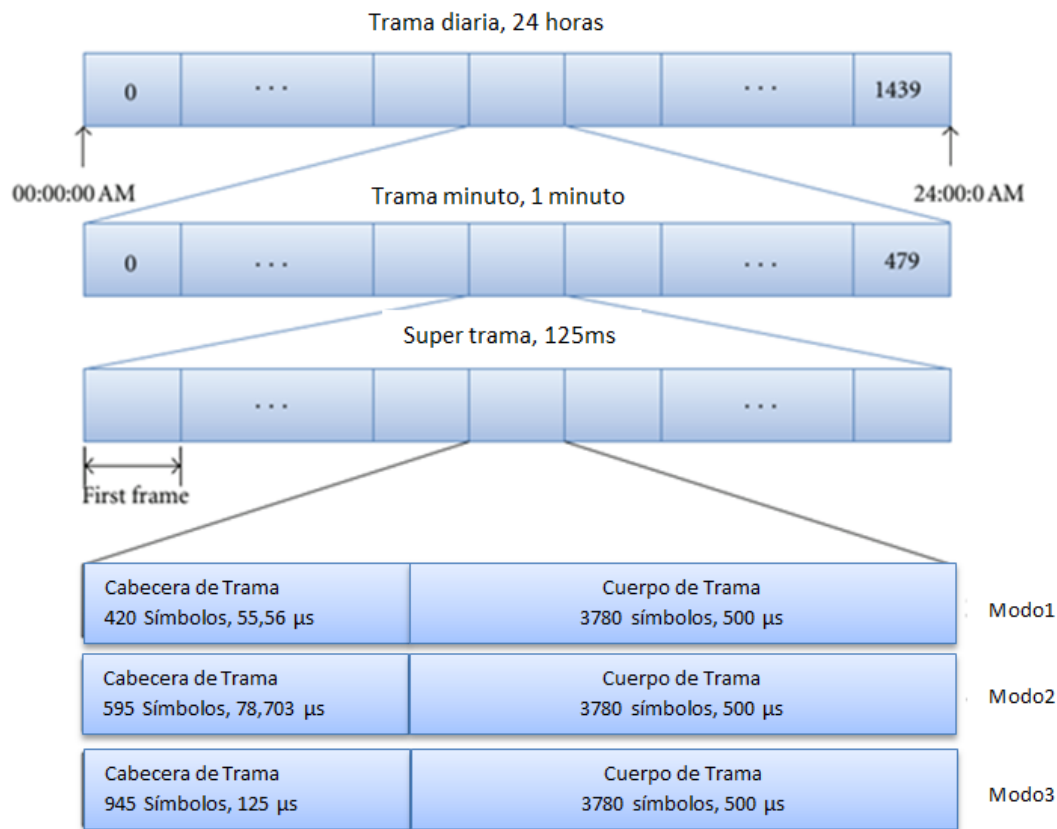 Trama diaria, 24 horas
0 ... ... 1439
00:00:00 AM 24:00:0 AM
Trama minuto, 1 minuto
0 ... ... 479
Super trama, 125ms
... ...
First frame
Cabecera de Trama Cuerpo de Trama
420 Símbolos, 55,56 µs 3780 símbolos, 500 µs Modo1
Cabecera de Trama Cuerpo de Trama
595 Símbolos, 78,703 µs 3780 símbolos, 500 µs Modo2
Cabecera de Trama Cuerpo de Trama
945 Símbolos, 125 µs 3780 símbolos, 500 µs Modo3